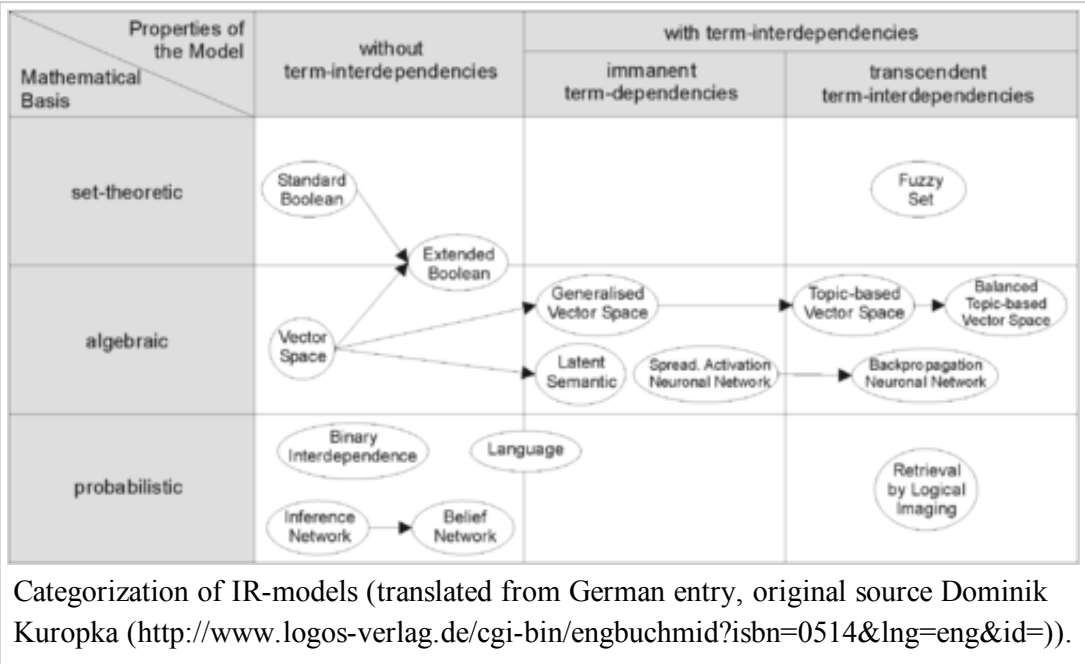 Properties of
the Model
Mathematical
Basis
without
term-interdependencies
with term-interdependencies
immanent
term-dependencies
transcendent
term-interdependencies
set-theoretic
Standard
Boolean
Fuzzy
Set
Extended
Boolean
algebraic
Vector
Space
Generalised
Vector Space
Topic-based
Vector Space
Balanced
Topic-based
Vector Space
Latent
Semantic
Spread. Activation
Neuronal Network
Backpropagation
Neuronal Network
probabilistic
Binary
Interdependence
Language
Retrieval
by Logical
Imaging
Inference
Network
Belief
Network
Categorization of IR-models (translated from German entry, original source Dominik
Kuropka (http://www.logos-verlag.de/cgi-bin/engbuchmid?isbn=0514&lng=eng&id=)).